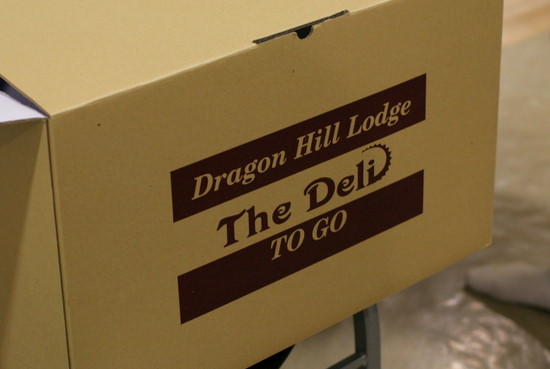 Dragon Hill Lodge
The Deli
TO GO